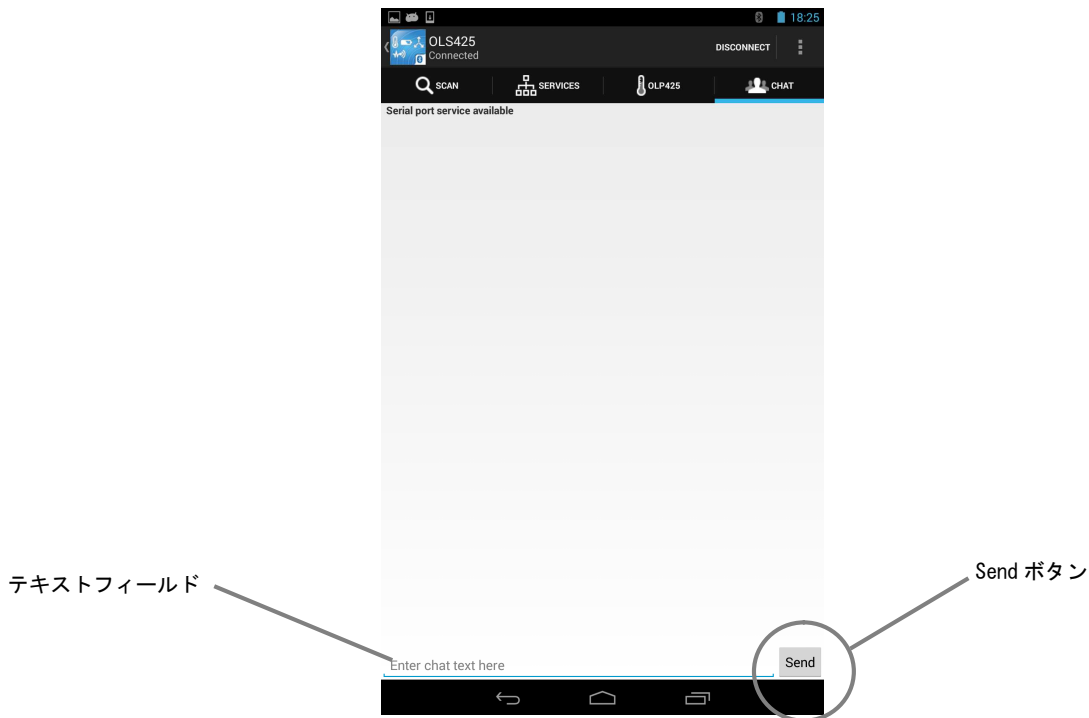 18:25
OLS425
Connected
DISCONNECT
SCAN
SERVICES
OLP425
CHAT
Serial port service available
テキストフィールド
Send ボタン
Enter chat text here
Send